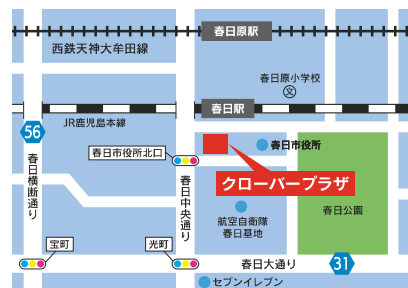 春日原駅
西鉄天神大牟田線
春日原小学校
文
春日駅
JR鹿児島本線
56
春日市役所北口
春日市役所
クローバープラザ
春日横断通り
春日中央通り
航空自衛隊
春日基地
春日公園
宝町
光町
春日大通り
31
セブンイレブン